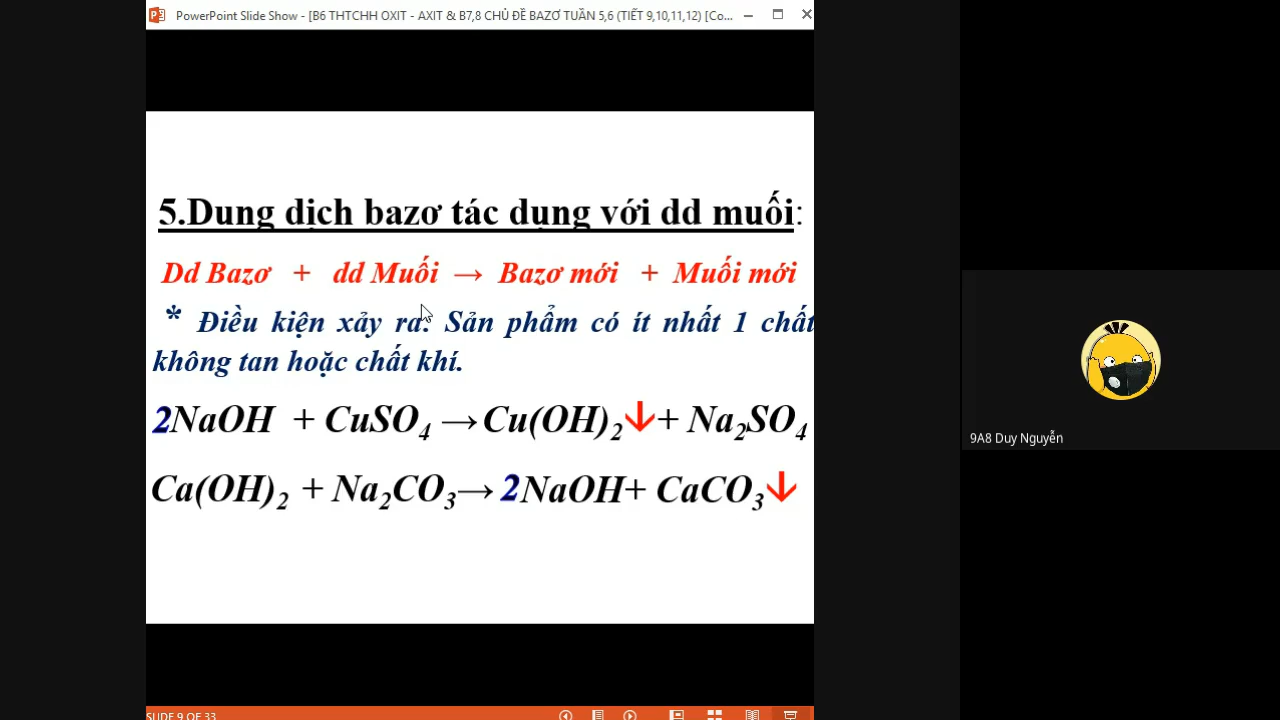 PowerPoint Slide Show - [B6 THTCHH OXIT - AXIT & B7,8 CHỦ ĐỀ BAZƠ TUẦN 5,6 (TIẾT 9,10,11,12) [Co...
5.Dung dịch bazơ tác dụng với dd muối:
Dd Bazơ + dd Muối → Bazơ mới + Muối mới
* Điều kiện xảy ra: Sản phẩm có ít nhất 1 chất
không tan hoặc chất khí.
2NaOH + CuSO₄ → Cu(OH)₂↓ + Na₂SO₄
Ca(OH)₂ + Na₂CO₃ → 2NaOH+ CaCO₃↓
9A8 Duy Nguyễn
SLIDE 9 OF 33